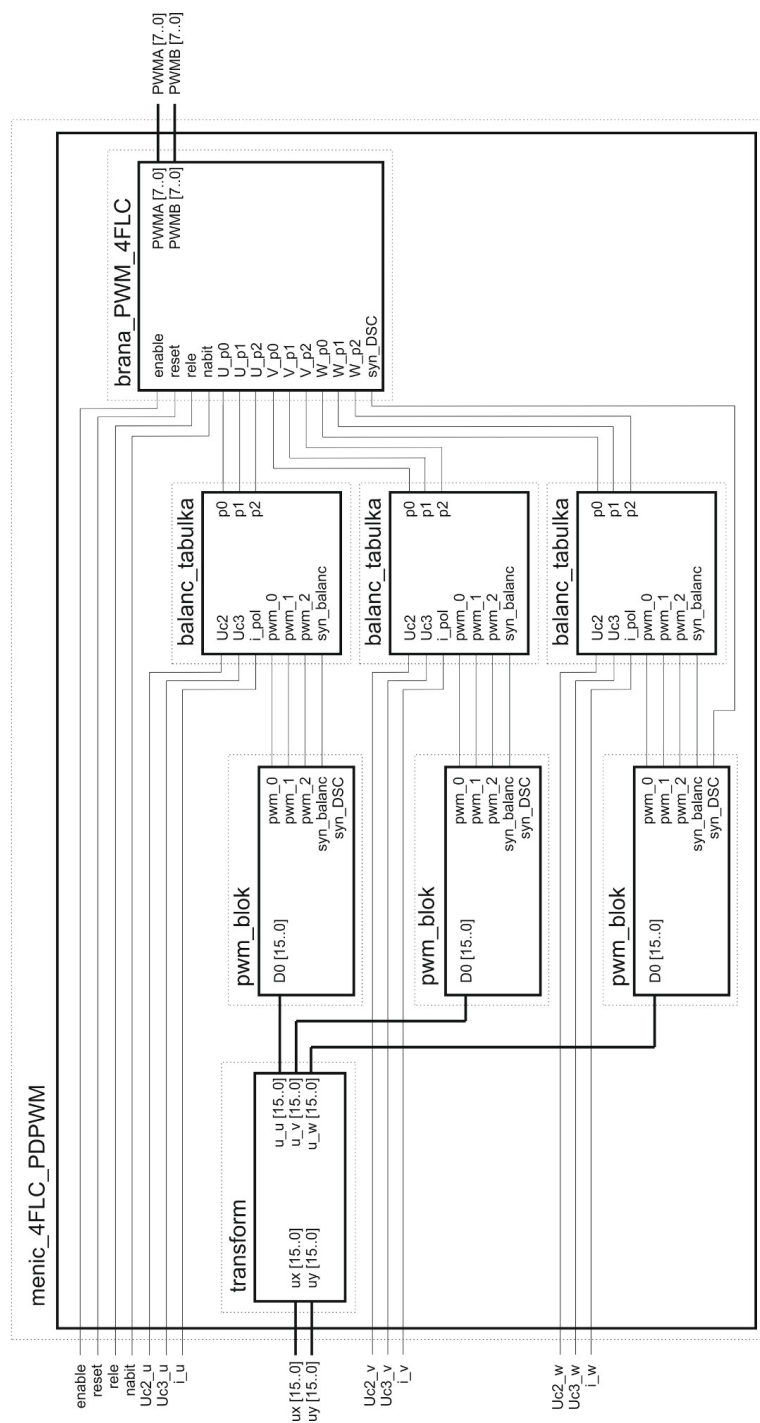 menic_4FLC_PDPWM
enable
reset
rele
nabit
Uc2_u
Uc3_u
i_u
ux [15..0]
uy [15..0]
Uc2_v
Uc3_v
i_v
Uc2_w
Uc3_w
i_w
transform
ux [15..0]
uy [15..0]
u_u [15..0]
u_v [15..0]
u_w [15..0]
pwm_blok
D0 [15..0]
pwm_0
pwm_1
pwm_2
syn_balanc
syn_DSC
pwm_blok
D0 [15..0]
pwm_0
pwm_1
pwm_2
syn_balanc
syn_DSC
pwm_blok
D0 [15..0]
pwm_0
pwm_1
pwm_2
syn_balanc
syn_DSC
balanc_tabulka
Uc2
Uc3
i_pol
pwm_0
pwm_1
pwm_2
syn_balanc
p0
p1
p2
balanc_tabulka
Uc2
Uc3
i_pol
pwm_0
pwm_1
pwm_2
syn_balanc
p0
p1
p2
balanc_tabulka
Uc2
Uc3
i_pol
pwm_0
pwm_1
pwm_2
syn_balanc
p0
p1
p2
brana_PWM_4FLC
enable
reset
rele
nabit
U_p0
U_p1
U_p2
V_p0
V_p1
V_p2
W_p0
W_p1
W_p2
syn_DSC
PWMA [7..0]
PWMB [7..0]
PWMA [7..0]
PWMB [7..0]